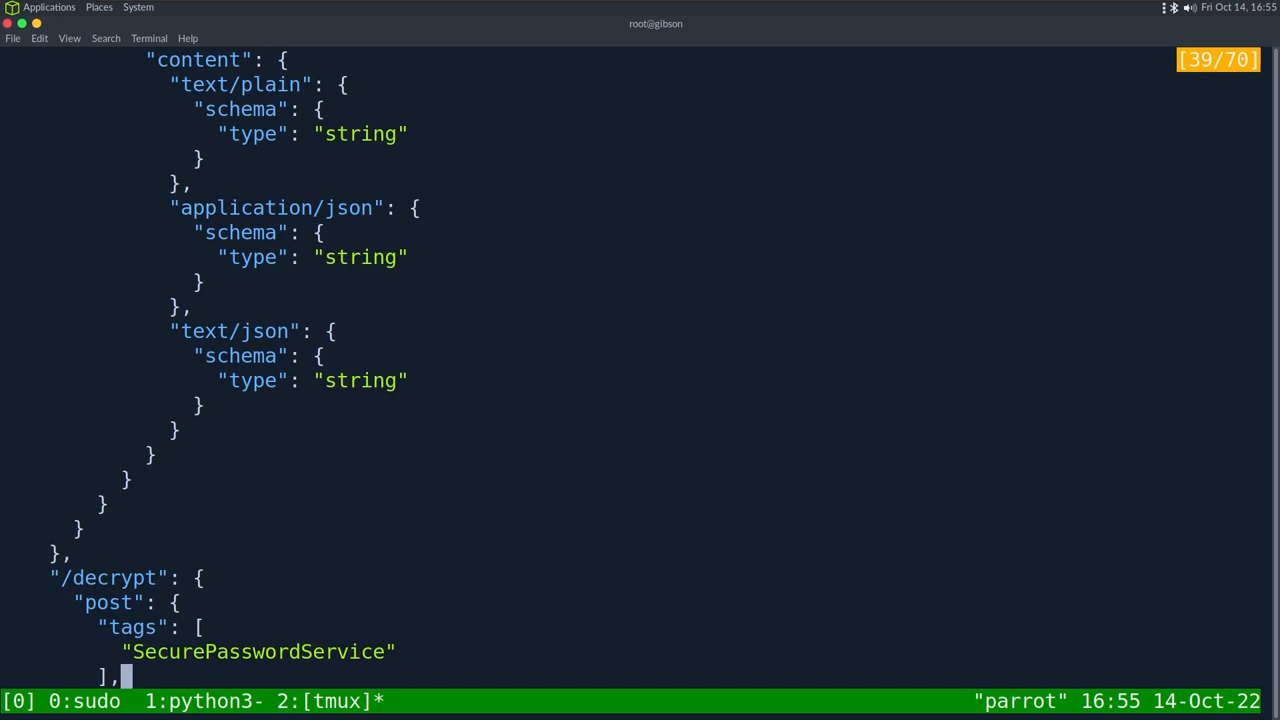 Applications Places System Fri Oct 14, 16:55
root@gibson
File Edit View Search Terminal Help
"content": { [39/70]
"text/plain": {
"schema": {
"type": "string"
}
},
"application/json": {
"schema": {
"type": "string"
}
},
"text/json": {
"schema": {
"type": "string"
}
}
}
}
}
}
},
"/decrypt": {
"post": {
"tags": [
"SecurePasswordService"
],
[0] 0:sudo 1:python3- 2:[tmux]* "parrot" 16:55 14-Oct-22